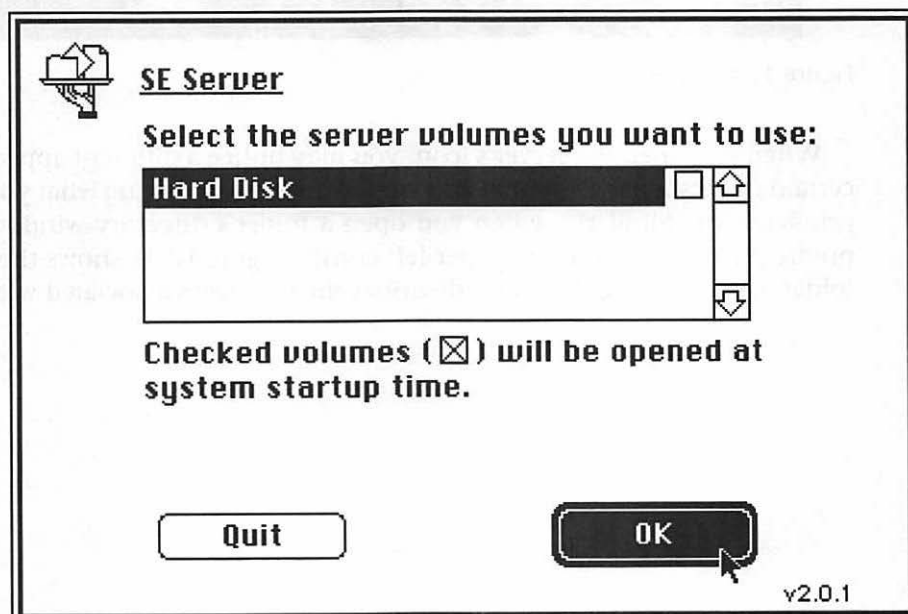 SE Server
Select the server volumes you want to use:
Hard Disk
Checked volumes (☒) will be opened at
system startup time.
Quit
OK
v2.0.1